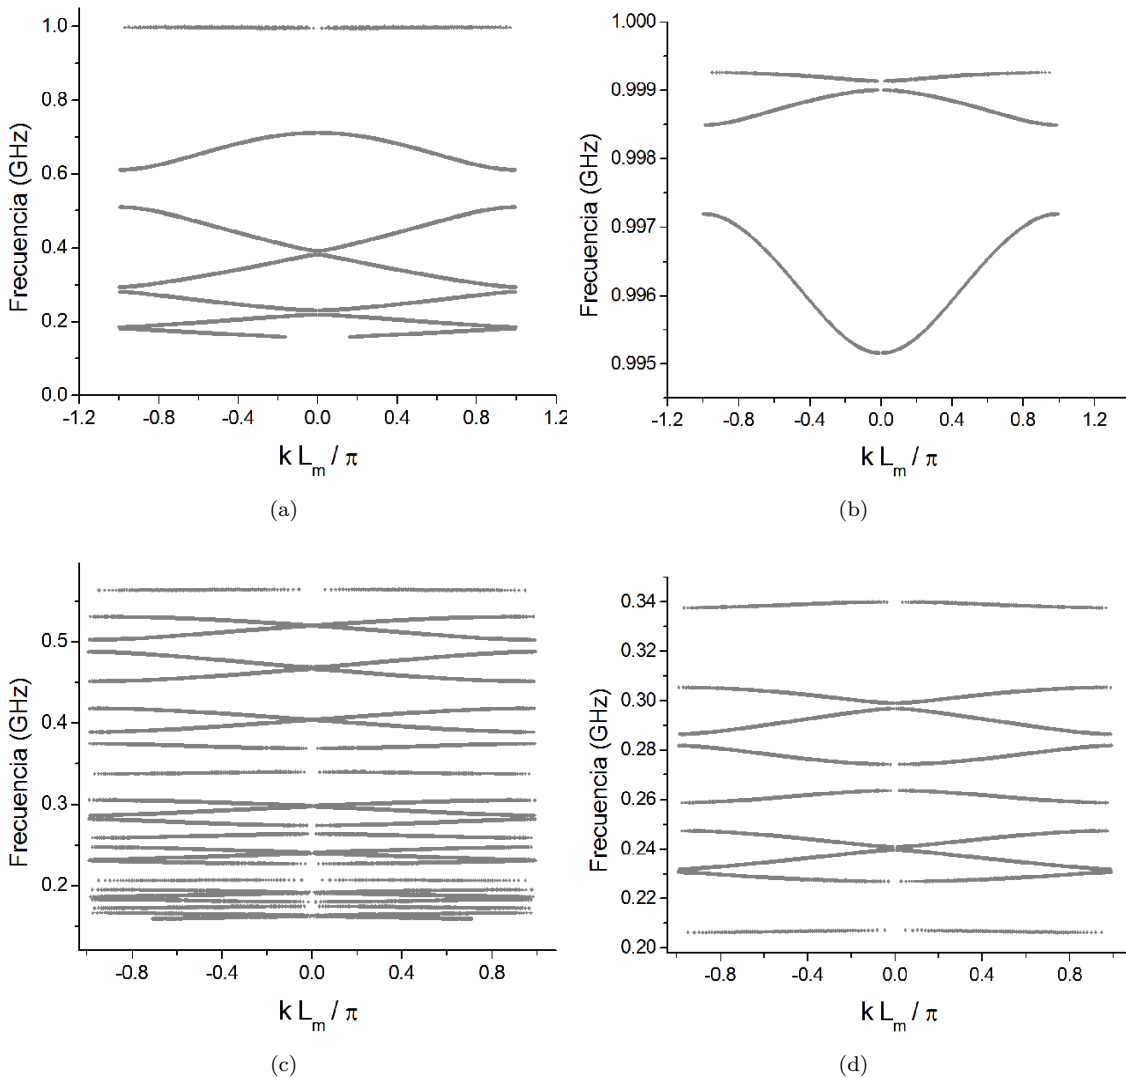 1.0
0.8
0.6
0.4
0.2
0.0
Frecuencia (GHz)
-1.2 -0.8 -0.4 0.0 0.4 0.8 1.2
k L_m / π
(a)
1.000
0.999
0.998
0.997
0.996
0.995
Frecuencia (GHz)
-1.2 -0.8 -0.4 0.0 0.4 0.8 1.2
k L_m / π
(b)
0.5
0.4
0.3
0.2
Frecuencia (GHz)
-0.8 -0.4 0.0 0.4 0.8
k L_m / π
(c)
0.34
0.32
0.30
0.28
0.26
0.24
0.22
0.20
Frecuencia (GHz)
-0.8 -0.4 0.0 0.4 0.8
k L_m / π
(d)